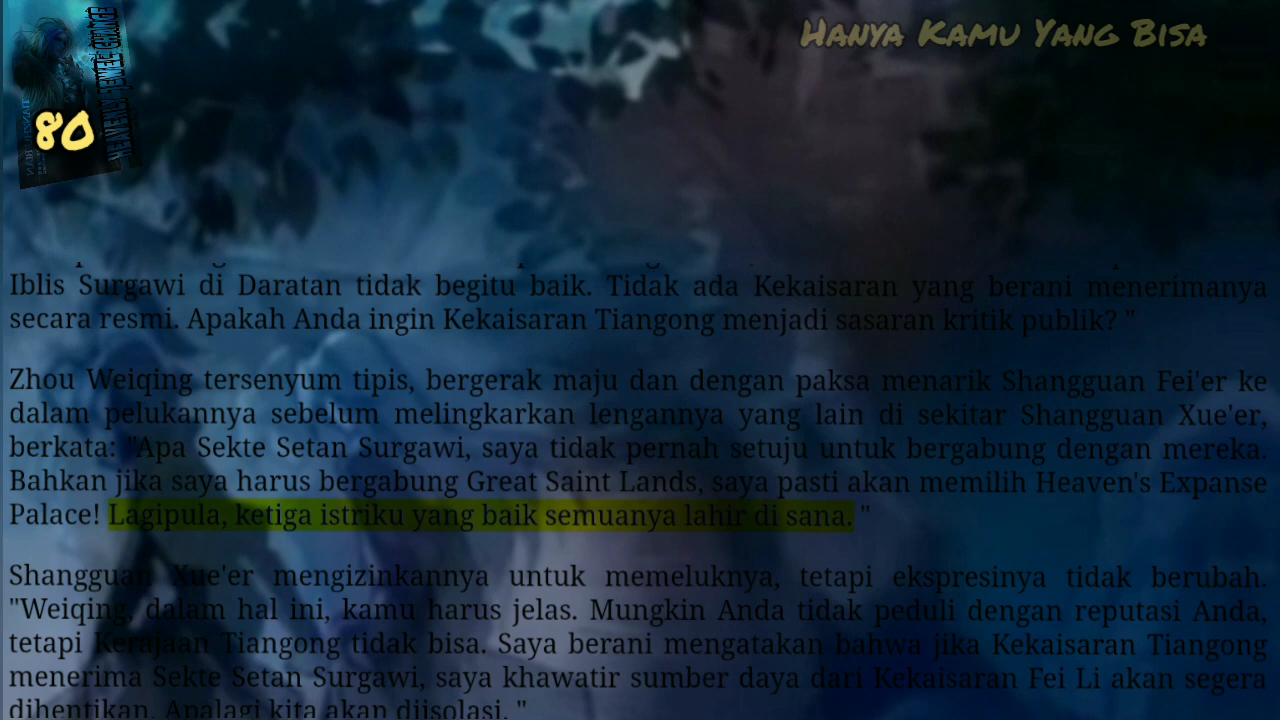 Hanya Kamu Yang Bisa
HEAVENLY JEWEL CHANGE
80
Iblis Surgawi di Daratan tidak begitu baik. Tidak ada Kekaisaran yang berani menerimanya
secara resmi. Apakah Anda ingin Kekaisaran Tiangong menjadi sasaran kritik publik? "
Zhou Weiqing tersenyum tipis, bergerak maju dan dengan paksa menarik Shangguan Fei'er ke
dalam pelukannya sebelum melingkarkan lengannya yang lain di sekitar Shangguan Xue'er,
berkata: "Apa Sekte Setan Surgawi, saya tidak pernah setuju untuk bergabung dengan mereka.
Bahkan jika saya harus bergabung Great Saint Lands, saya pasti akan memilih Heaven's Expanse
Palace! Lagipula, ketiga istriku yang baik semuanya lahir di sana. "
Shangguan Xue'er mengizinkannya untuk memeluknya, tetapi ekspresinya tidak berubah.
"Weiqing, dalam hal ini, kamu harus jelas. Mungkin Anda tidak peduli dengan reputasi Anda,
tetapi Kerajaan Tiangong tidak bisa. Saya berani mengatakan bahwa jika Kekaisaran Tiangong
menerima Sekte Setan Surgawi, saya khawatir sumber daya dari Kekaisaran Fei Li akan segera
dihentikan. Apalagi kita akan diisolasi. "